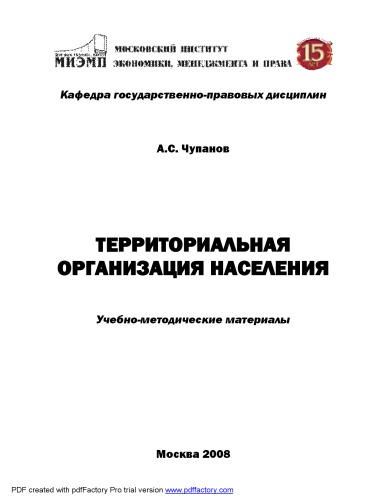 МОСКОВСКИЙ ИНСТИТУТ
МИЭМП ЭКОНОМИКИ, МЕНЕДЖМЕНТА И ПРАВА
15
ЛЕТ
Кафедра государственно-правовых дисциплин
А.С. Чупанов
ТЕРРИТОРИАЛЬНАЯ
ОРГАНИЗАЦИЯ НАСЕЛЕНИЯ
Учебно-методические материалы
Москва 2008
PDF created with pdfFactory Pro trial version www.pdffactory.com